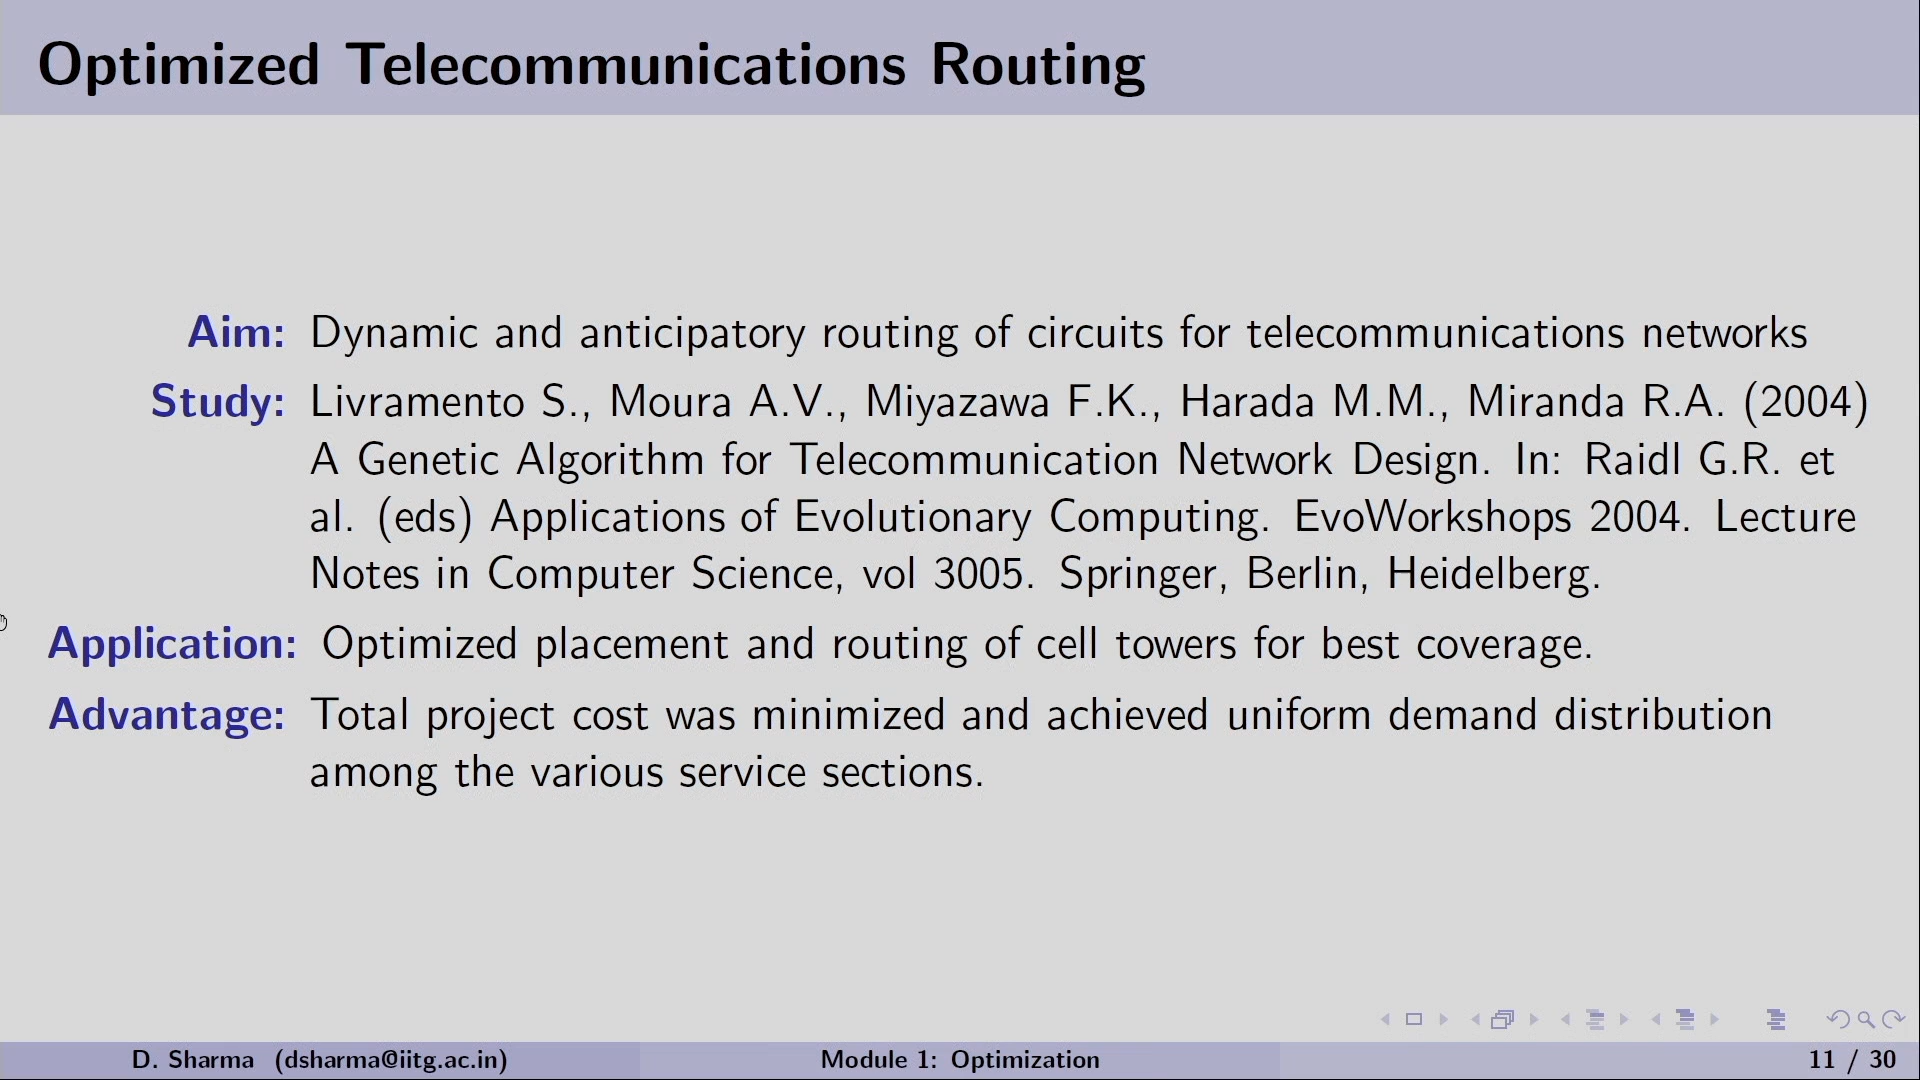 Optimized Telecommunications Routing
Aim: Dynamic and anticipatory routing of circuits for telecommunications networks
Study: Livramento S., Moura A.V., Miyazawa F.K., Harada M.M., Miranda R.A. (2004)
A Genetic Algorithm for Telecommunication Network Design. In: Raidl G.R. et
al. (eds) Applications of Evolutionary Computing. EvoWorkshops 2004. Lecture
Notes in Computer Science, vol 3005. Springer, Berlin, Heidelberg.
Application: Optimized placement and routing of cell towers for best coverage.
Advantage: Total project cost was minimized and achieved uniform demand distribution
among the various service sections.
D. Sharma (dsharma@iitg.ac.in) Module 1: Optimization 11 / 30